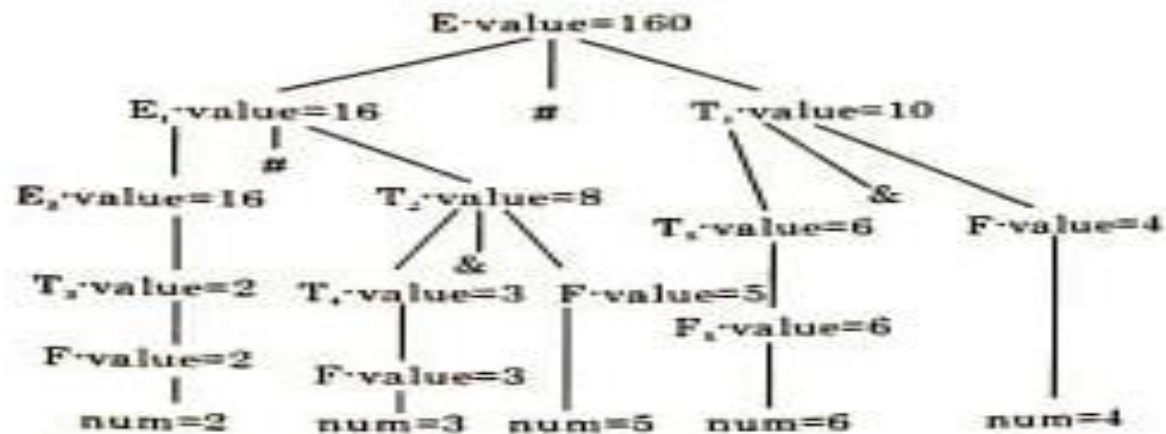 E·value=160
E₁·value=16 # T₁·value=10
#
E₂·value=16 T₂·value=8 &
T₅·value=6 F·value=4
&
T₃·value=2 T₄·value=3 F·value=5
F₅·value=6
F·value=2 F·value=3
num=2 num=3 num=5 num=6 num=4